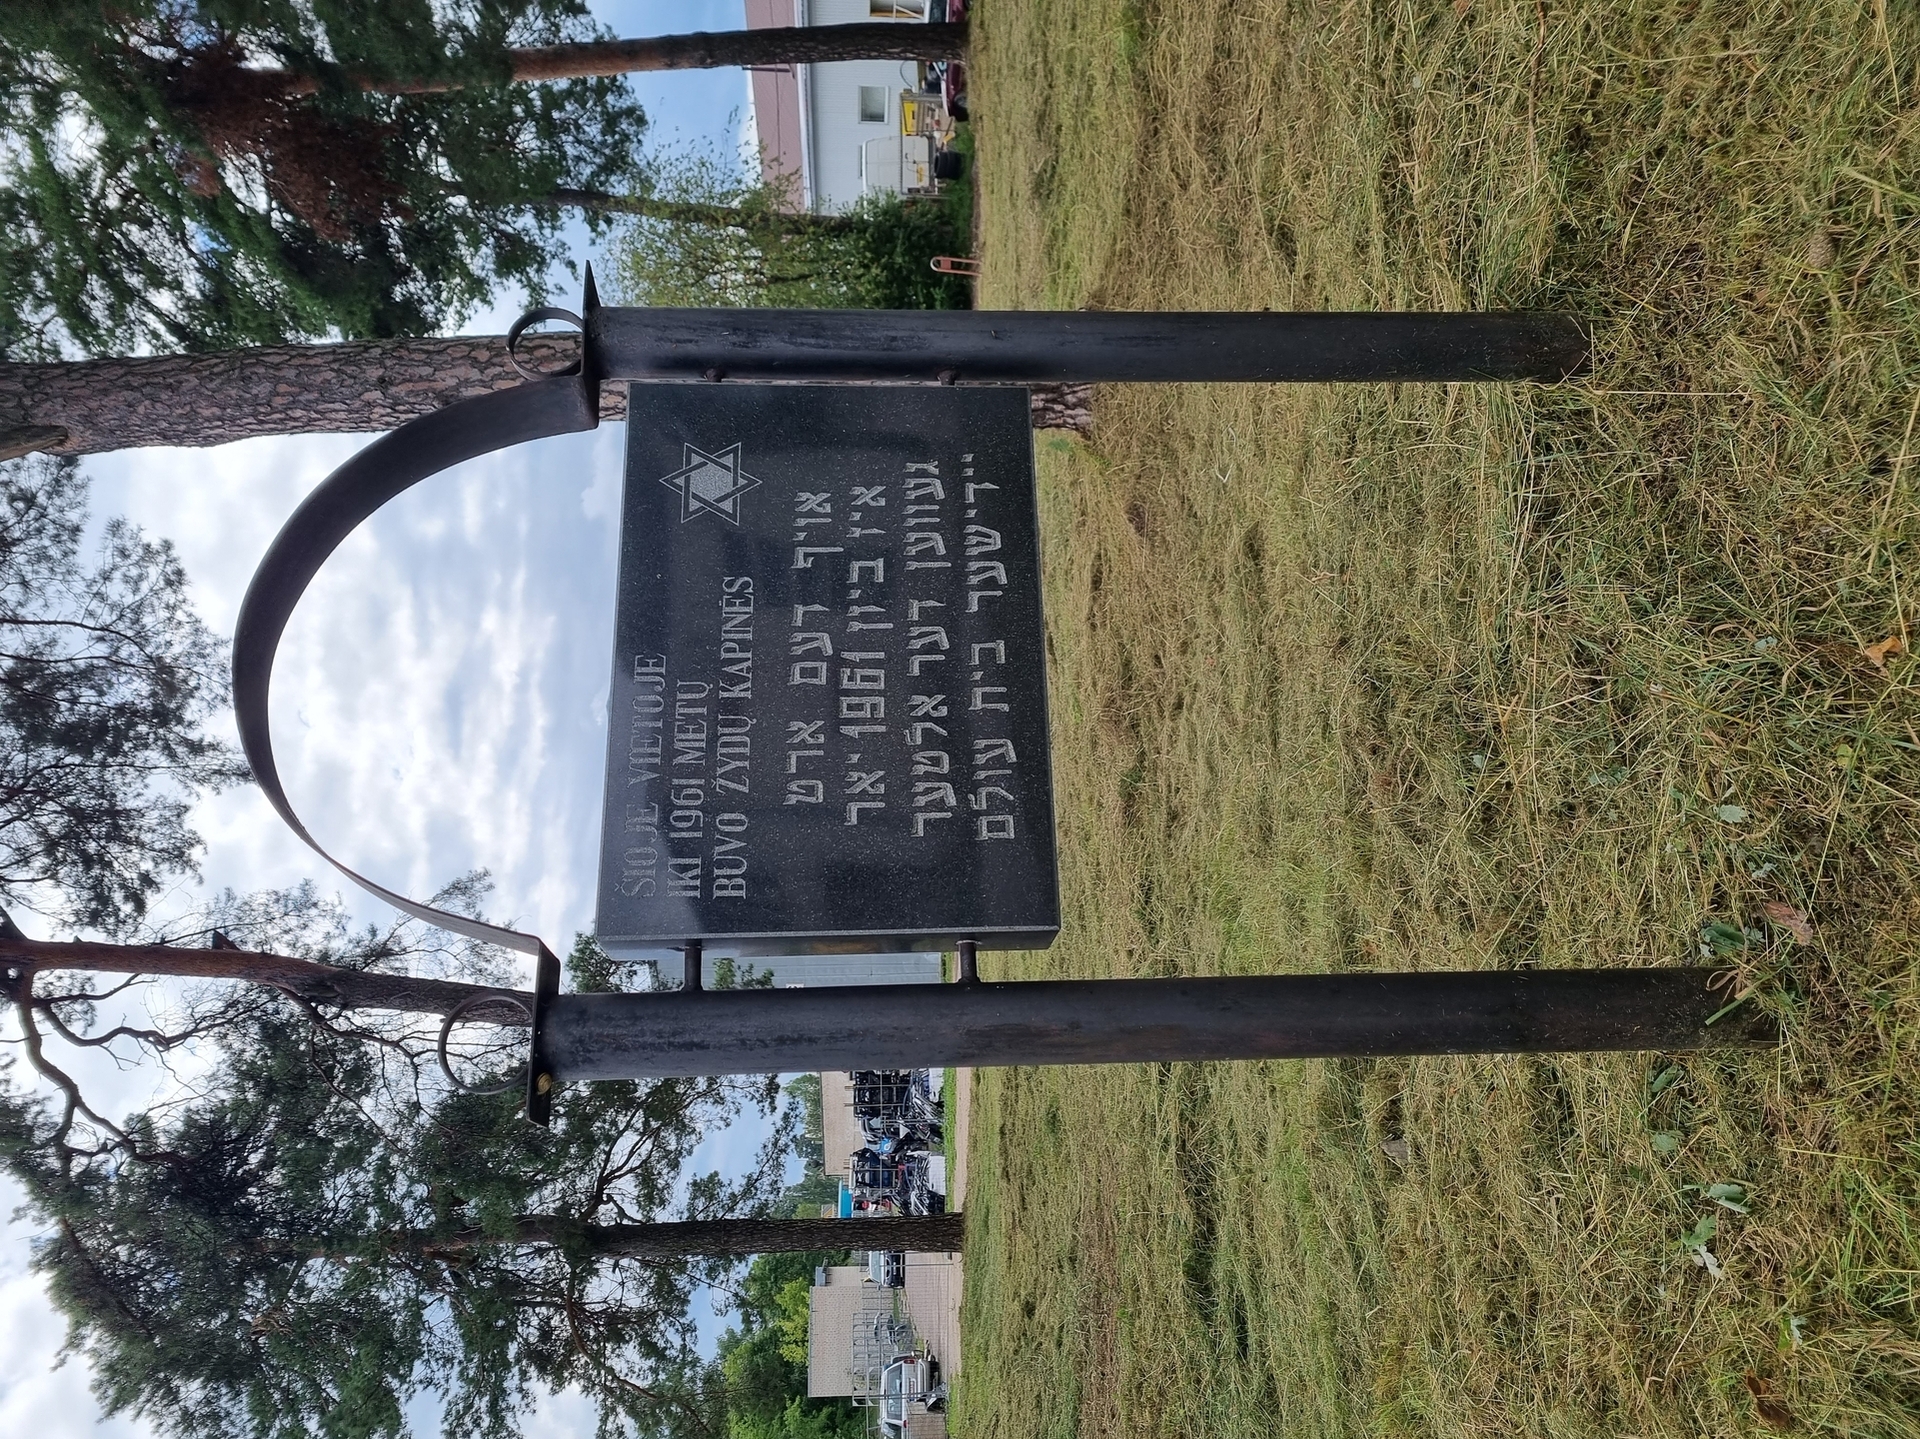 ŠIOJE VIETOJE
IKI 1961 METŲ
BUVO ŽYDŲ KAPINĖS
אויף דעם ארט
איז ביזן 1961 יאר
געווען דער אלטער
יידישער בית עולם